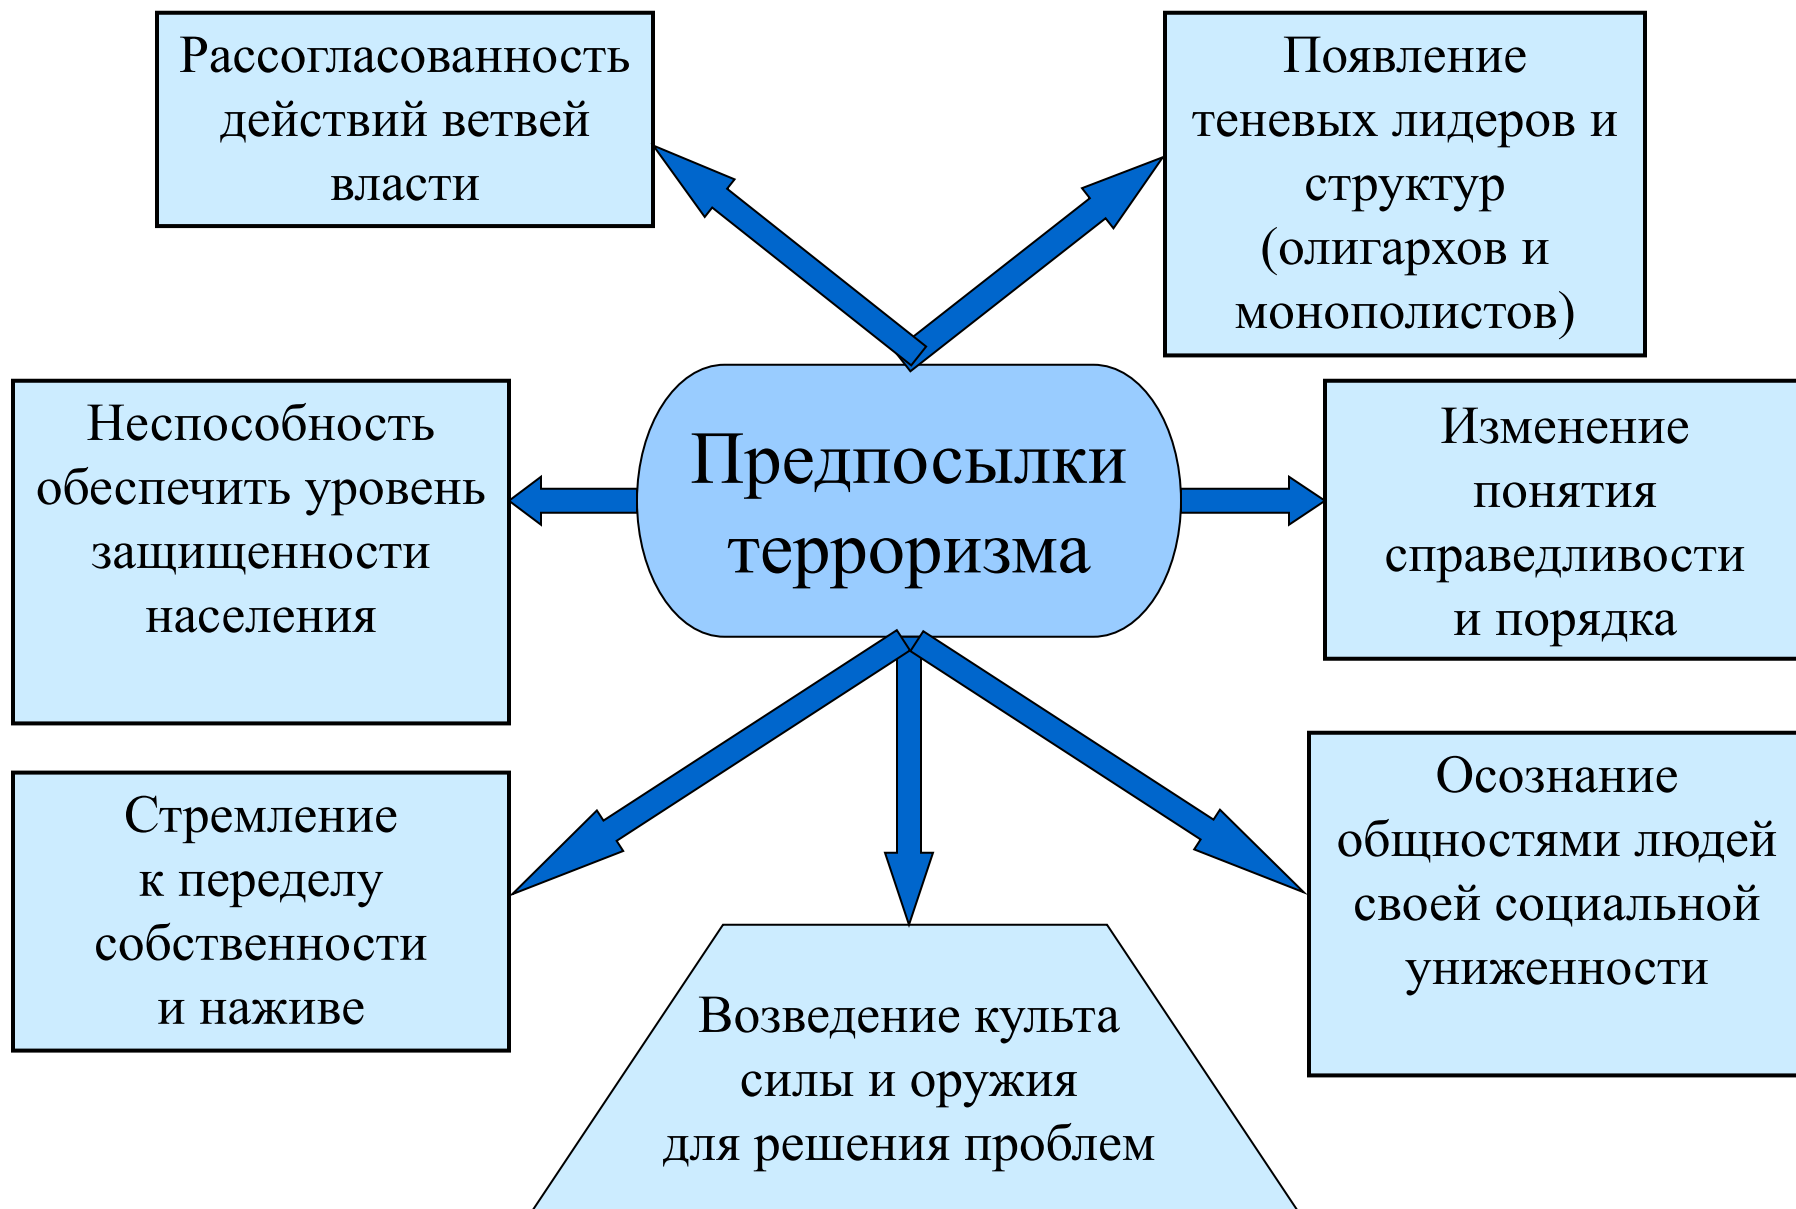 Рассогласованность
действий ветвей
власти
Появление
теневых лидеров и
структур
(олигархов и
монополистов)
Неспособность
обеспечить уровень
защищенности
населения
Предпосылки
терроризма
Изменение
понятия
справедливости
и порядка
Стремление
к переделу
собственности
и наживе
Возведение культа
силы и оружия
для решения проблем
Осознание
общностями людей
своей социальной
униженности